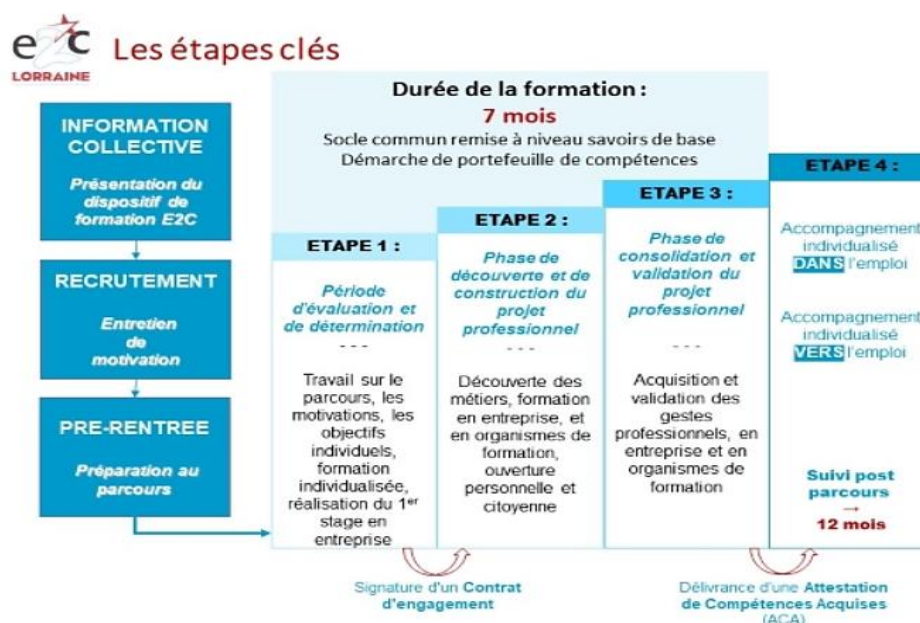 e2c
LORRAINE
Les étapes clés
INFORMATION
COLLECTIVE
Présentation du
dispositif de
formation E2C
RECRUTEMENT
Entretien
de
motivation
PRE-RENTREE
Préparation au
parcours
Durée de la formation :
7 mois
Socle commun remise à niveau savoirs de base
Démarche de portefeuille de compétences
ETAPE 1 :
Période
d'évaluation et
de détermination
- - -
Travail sur le
parcours, les
motivations, les
objectifs
individuels,
formation
individualisée,
réalisation du 1er
stage en
entreprise
ETAPE 2 :
Phase de
découverte et de
construction du
projet
professionnel
- - -
Découverte des
métiers, formation
en entreprise, et
en organismes de
formation,
ouverture
personnelle et
citoyenne
ETAPE 3 :
Phase de
consolidation et
validation du
projet
professionnel
- - -
Acquisition et
validation des
gestes
professionnels, en
entreprise et en
organismes de
formation
ETAPE 4 :
Accompagnement
individualisé
DANS l'emploi
Accompagnement
individualisé
VERS l'emploi
Suivi post
parcours
→
12 mois
Signature d'un Contrat
d'engagement
Délivrance d'une Attestation
de Compétences Acquises
(ACA)